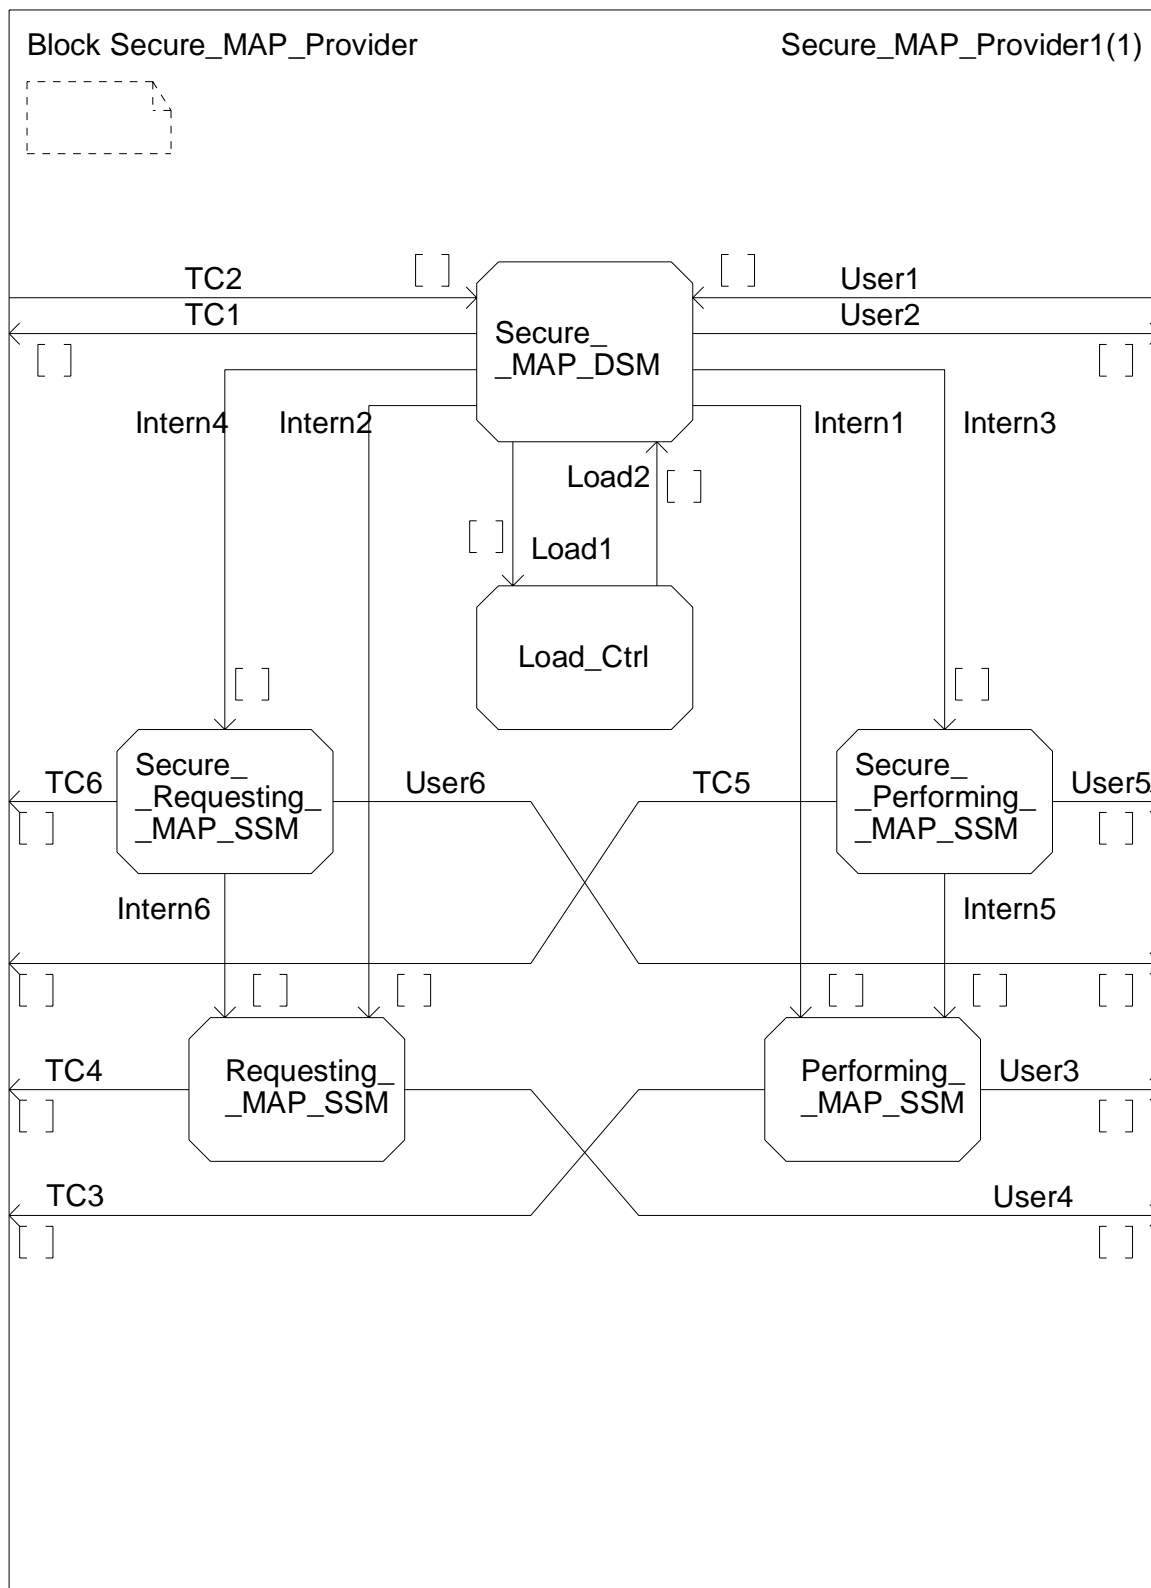 Block Secure_MAP_Provider
Secure_MAP_Provider1(1)
TC2
[ ]
[ ]
User1
TC1
User2
Secure_
_MAP_DSM
[ ]
[ ]
Intern4
Intern2
Intern1
Intern3
Load2
[ ]
[ ]
Load1
Load_Ctrl
[ ]
[ ]
Secure_
_Requesting_
_MAP_SSM
Secure_
_Performing_
_MAP_SSM
TC6
User6
TC5
User5
[ ]
[ ]
Intern6
Intern5
[ ]
[ ]
[ ]
[ ]
[ ]
[ ]
Requesting_
_MAP_SSM
Performing_
_MAP_SSM
TC4
User3
[ ]
[ ]
TC3
User4
[ ]
[ ]